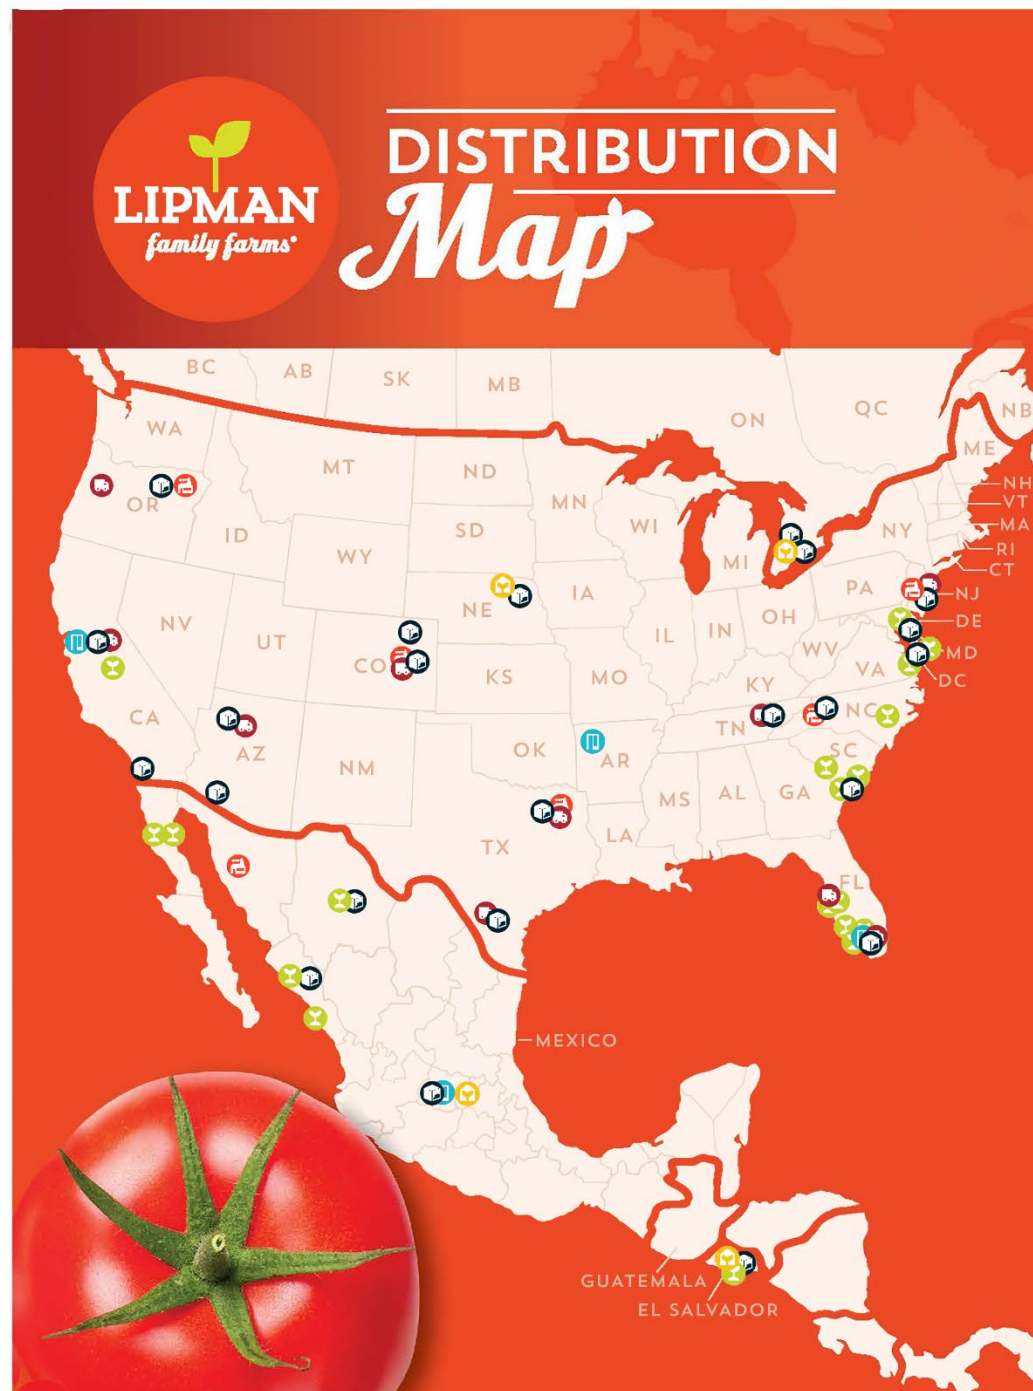 LIPMAN
family farms®
DISTRIBUTION
Map
BC
AB
SK
MB
ON
QC
NB
WA
MT
ND
MN
ME
NH
VT
MA
RI
CT
OR
ID
WY
SD
WI
MI
NY
NV
UT
CO
NE
IA
IL
IN
OH
PA
NJ
DE
MD
DC
KS
MO
KY
WV
VA
CA
AZ
NM
OK
AR
TN
NC
SC
MS
AL
GA
TX
LA
FL
MEXICO
GUATEMALA
EL SALVADOR